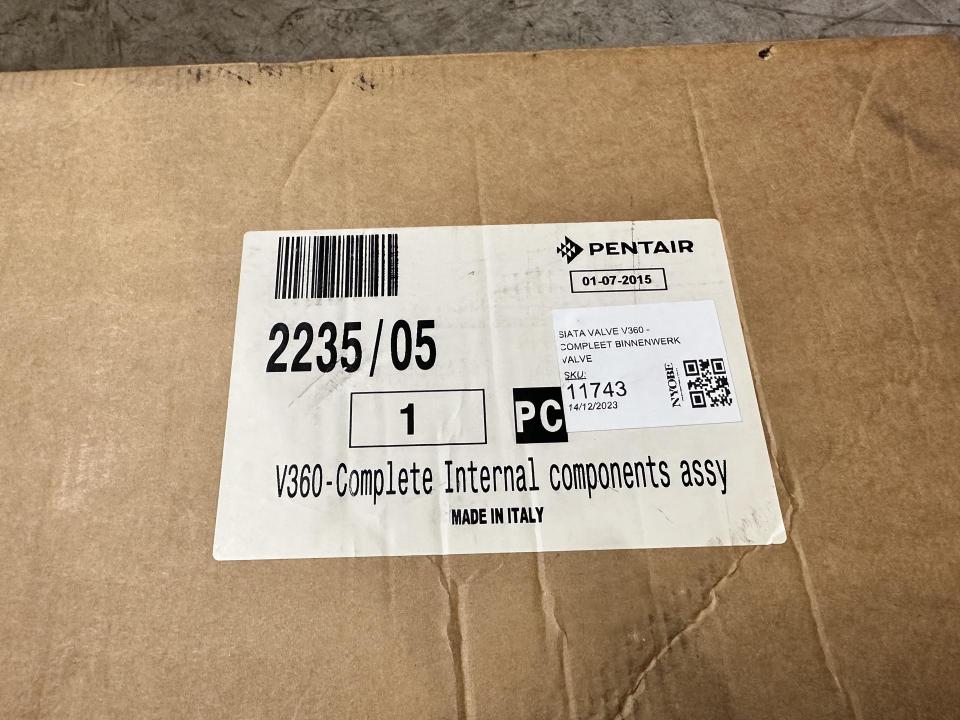 PENTAIR
01-07-2015
2235/05
1
PC
SIATA VALVE V360 -
COMPLEET BINNENWERK
VALVE
SKU:
11743
14/12/2023
NYOBE
V360-Complete Internal components assy
MADE IN ITALY